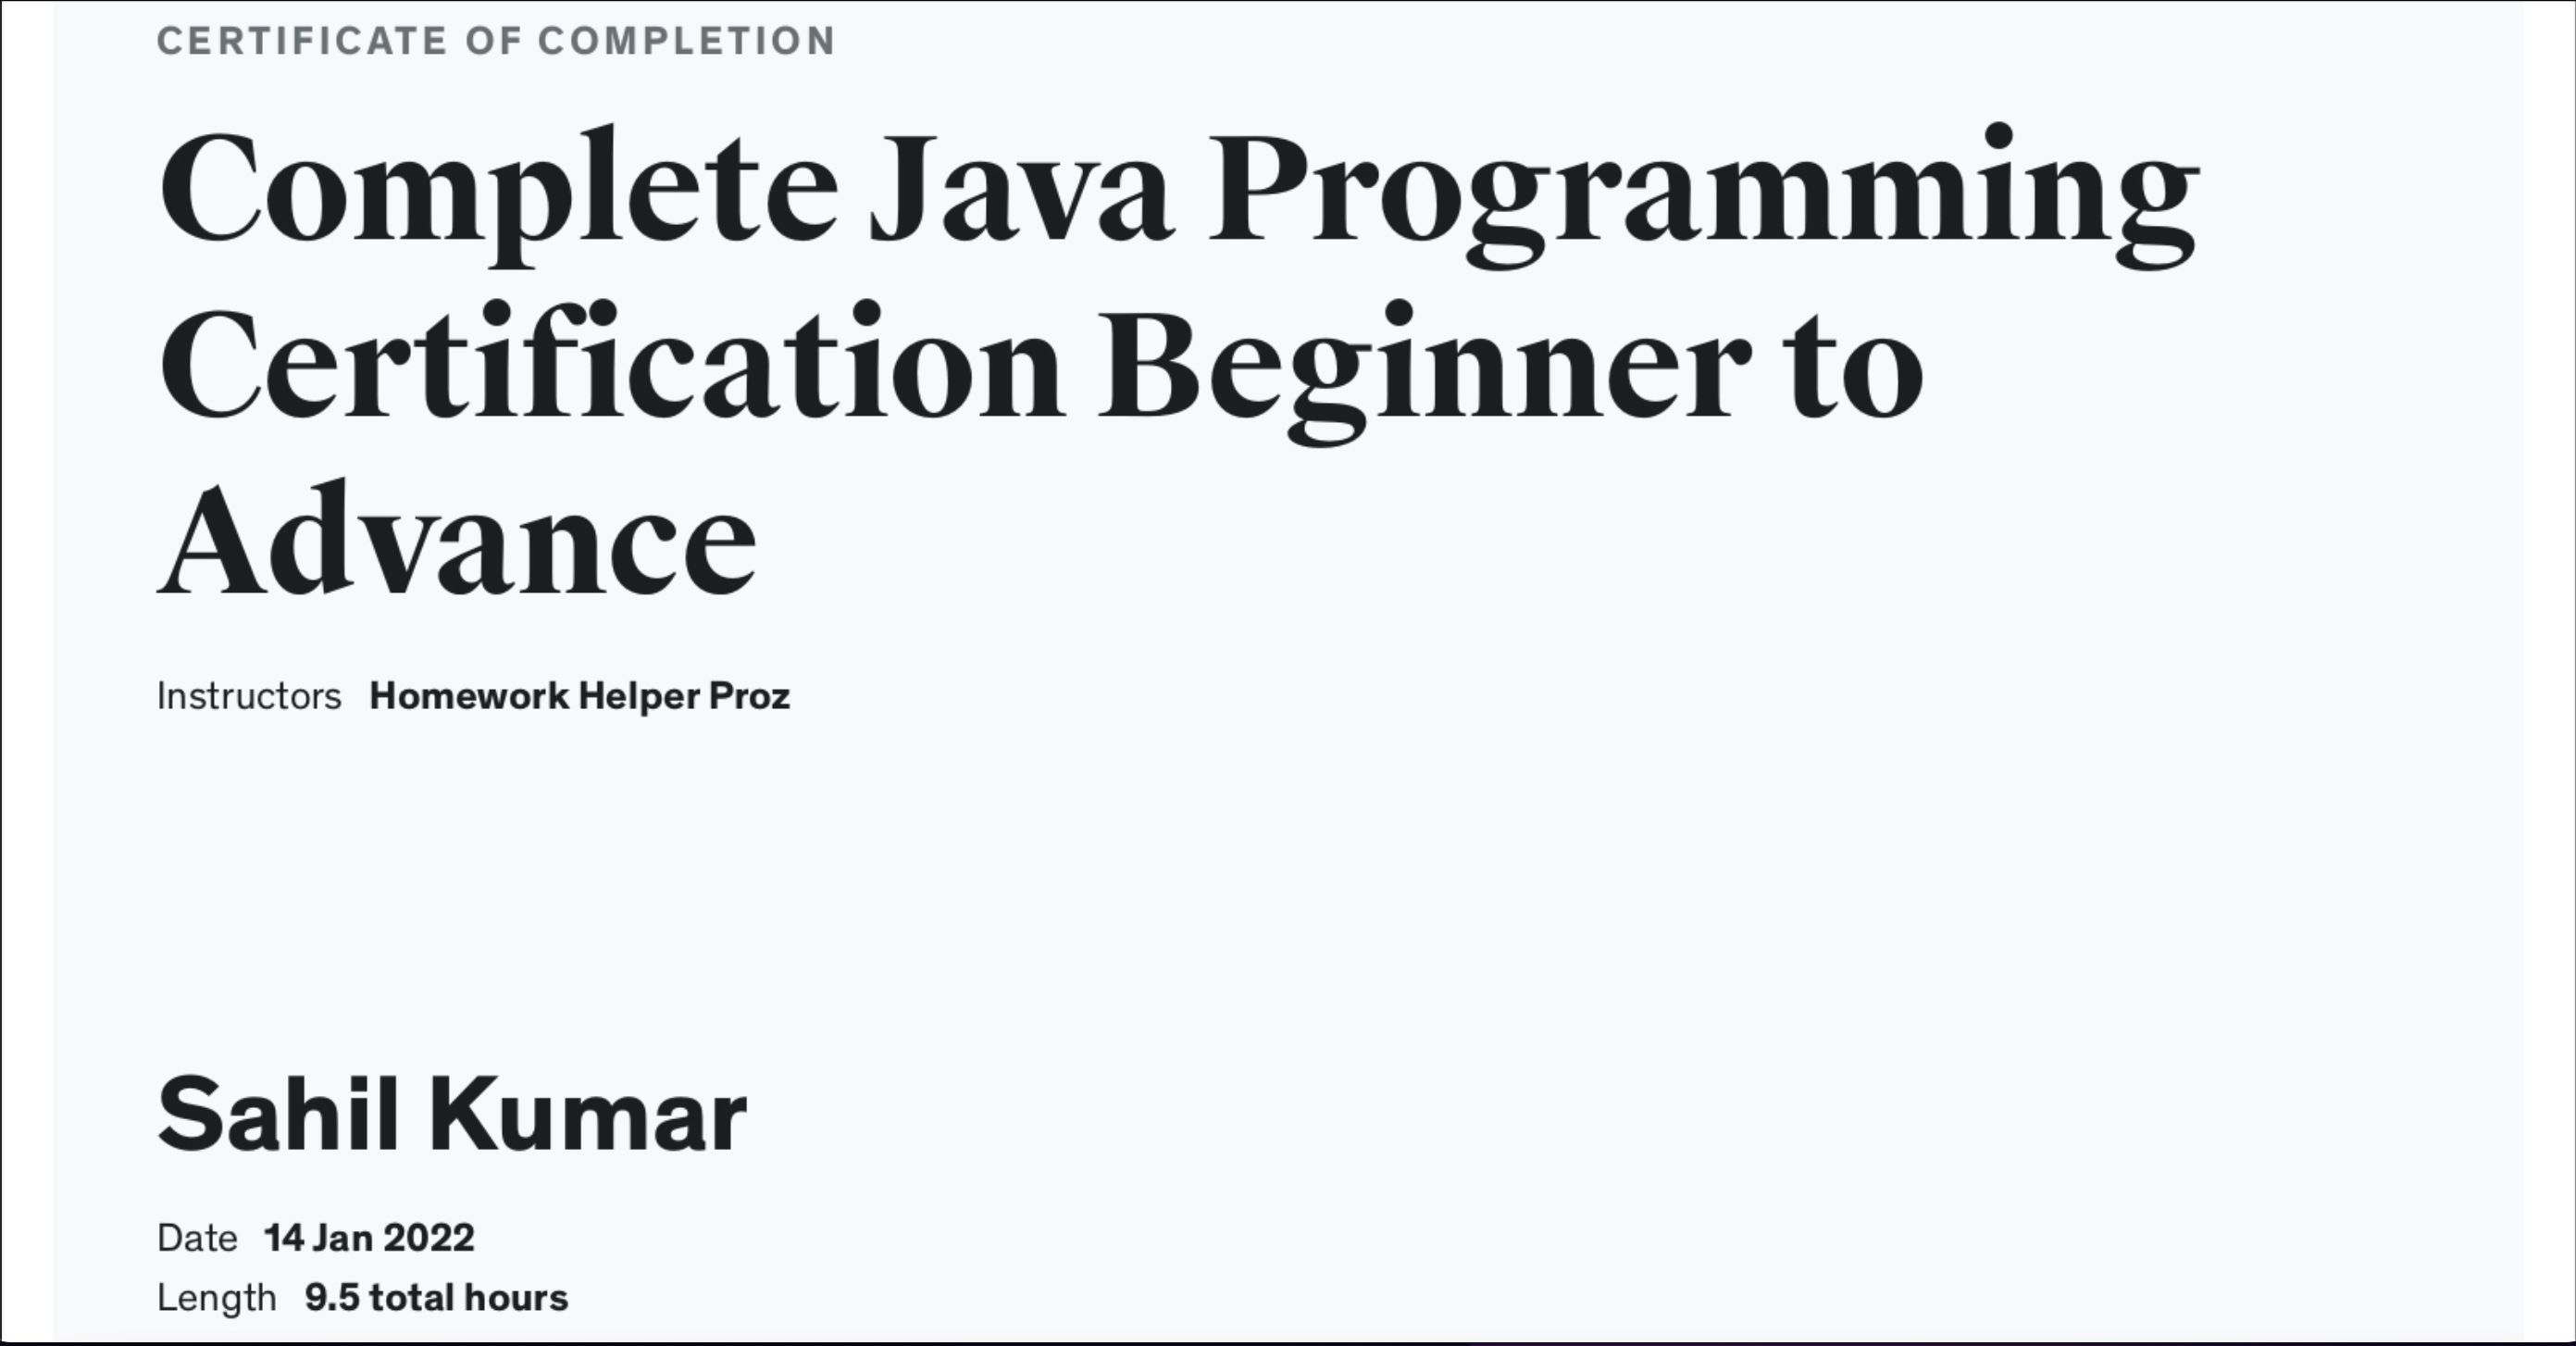 CERTIFICATE OF COMPLETION
Complete Java Programming
Certification Beginner to
Advance
Instructors Homework Helper Proz
Sahil Kumar
Date 14 Jan 2022
Length 9.5 total hours